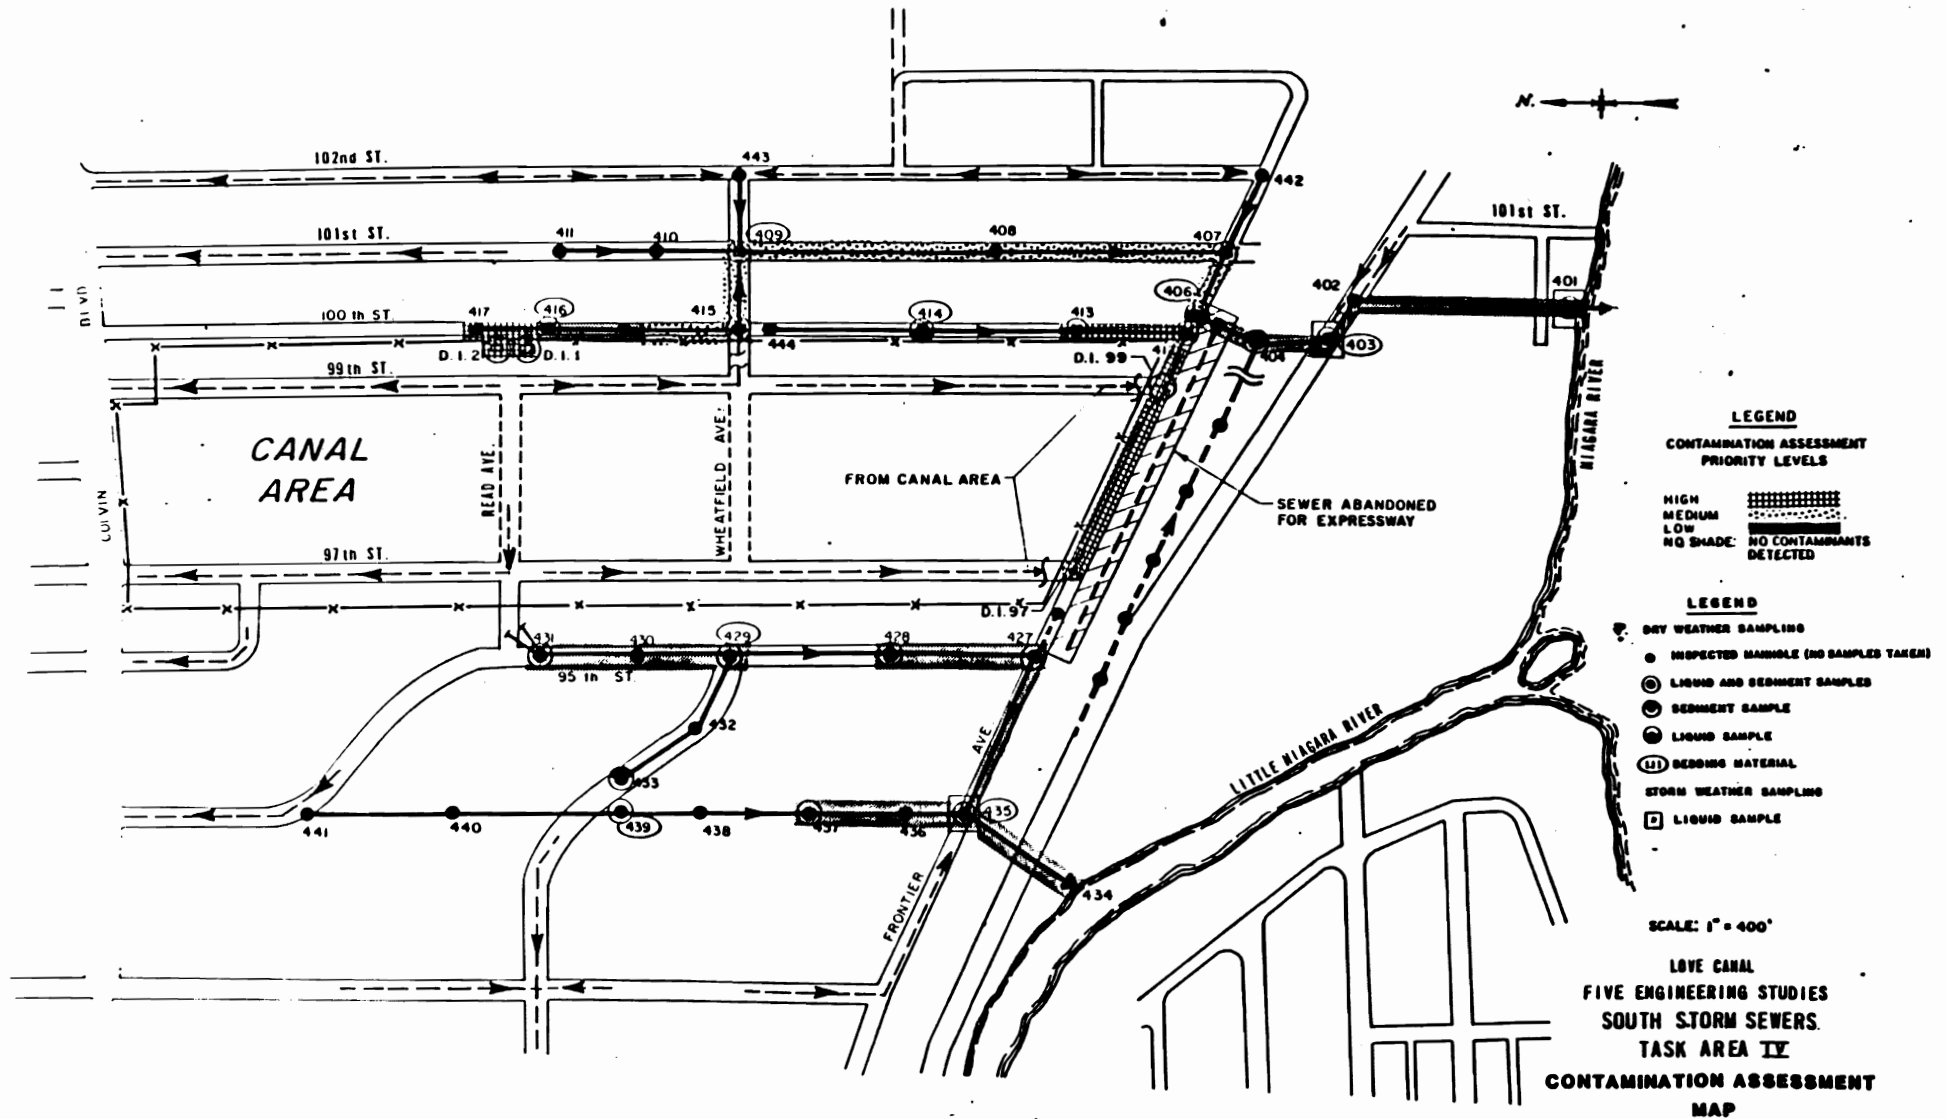 N.
102nd ST.
443
442
101st ST.
101st ST.
411
410
409
408
407
406
402
401
BLVD
100 th ST.
417
416
415
444
414
413
404
403
D.I. 2
D.I. 1
D.I. 99
99th ST.
CANAL
AREA
READ AVE.
WHEATFIELD AVE.
FROM CANAL AREA
SEWER ABANDONED
FOR EXPRESSWAY
NIAGARA RIVER
97th ST.
D.I. 97
431
430
429
428
427
95 th ST.
432
433
441
440
439
438
437
436
435
434
FRONTIER AVE.
LITTLE NIAGARA RIVER
LEGEND
CONTAMINATION ASSESSMENT
PRIORITY LEVELS
HIGH
MEDIUM
LOW
NO SHADE: NO CONTAMINANTS
DETECTED
LEGEND
DRY WEATHER SAMPLING
INSPECTED MANHOLE (NO SAMPLES TAKEN)
LIQUID AND SEDIMENT SAMPLES
SEDIMENT SAMPLE
LIQUID SAMPLE
BEDDING MATERIAL
STORM WEATHER SAMPLING
LIQUID SAMPLE
SCALE: 1" = 400'
LOVE CANAL
FIVE ENGINEERING STUDIES
SOUTH STORM SEWERS.
TASK AREA IV
CONTAMINATION ASSESSMENT
MAP